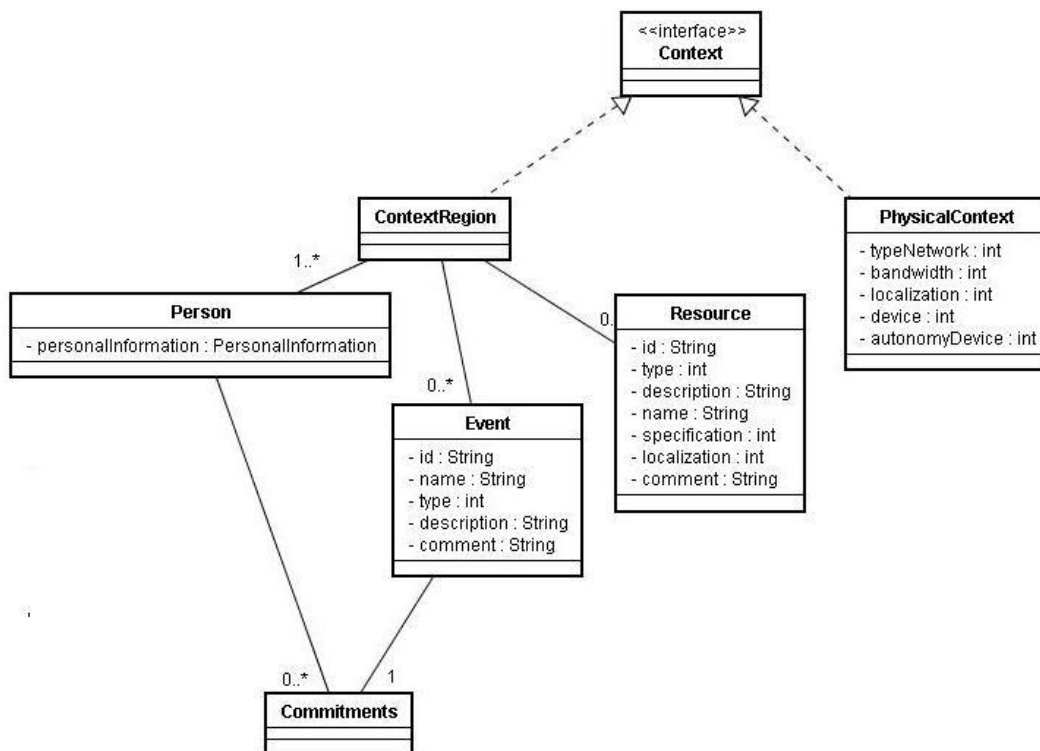 <<interface>>
Context
ContextRegion
PhysicalContext
- typeNetwork : int
- bandwidth : int
- localization : int
- device : int
- autonomyDevice : int
1..*
Person
- personalInformation : PersonalInformation
0..*
0.
Resource
- id : String
- type : int
- description : String
- name : String
- specification : int
- localization : int
- comment : String
Event
- id : String
- name : String
- type : int
- description : String
- comment : String
0..*
1
Commitments